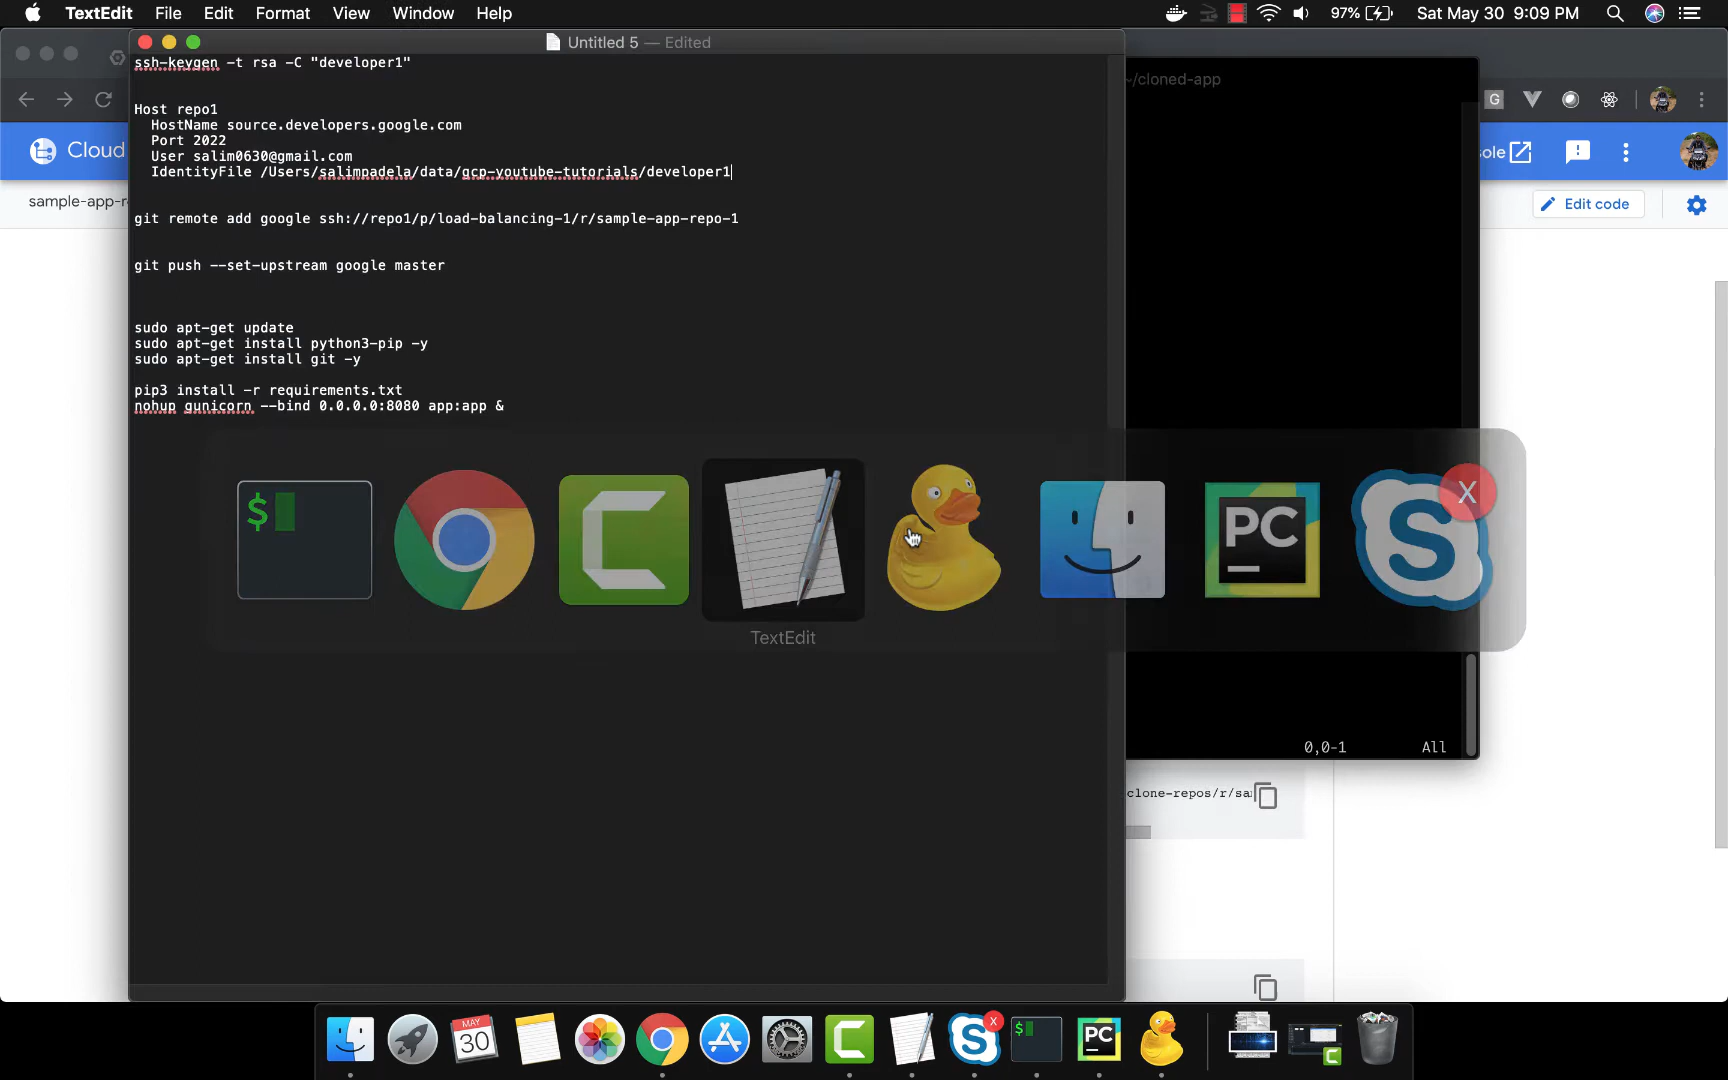 TextEdit File Edit Format View Window Help
97% Sat May 30 9:09 PM
Untitled 5 — Edited
ssh-keygen -t rsa -C "developer1"
~/cloned-app
G
Host repo1
HostName source.developers.google.com
Port 2022
User salim0630@gmail.com
IdentityFile /Users/salimpadela/data/gcp-youtube-tutorials/developer1
Cloud
sole
sample-app-r
Edit code
git remote add google ssh://repo1/p/load-balancing-1/r/sample-app-repo-1
git push --set-upstream google master
sudo apt-get update
sudo apt-get install python3-pip -y
sudo apt-get install git -y
pip3 install -r requirements.txt
nohup gunicorn --bind 0.0.0.0:8080 app:app &
$
PC
S
X
TextEdit
0,0-1 All
clone-repos/r/sa
MAY
30
S
X
$
PC